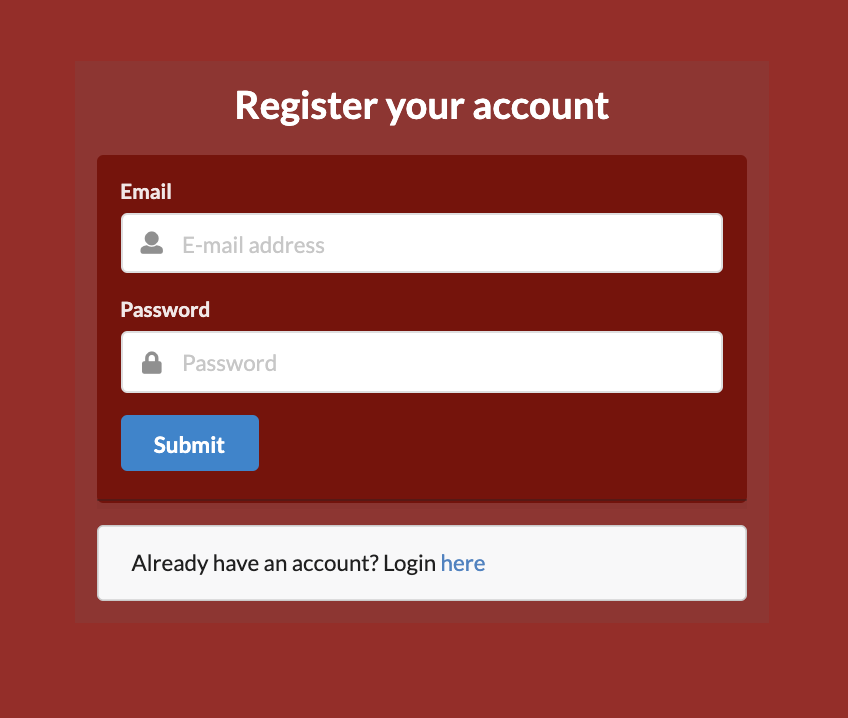 Register your account
Email
E-mail address
Password
Password
Submit
Already have an account? Login here